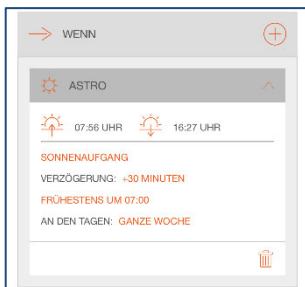 WENN
ASTRO
07:56 UHR 16:27 UHR
SONNENAUFGANG
VERZÖGERUNG: +30 MINUTEN
FRÜHESTENS UM 07:00
AN DEN TAGEN: GANZE WOCHE